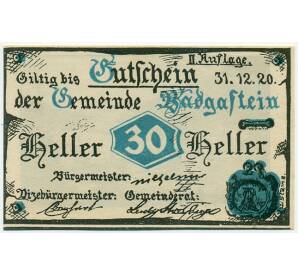 II. Auflage.
Giltig bis Gutschein 31.12.20.
der Gemeinde Badgastein
Heller 30 Heller
Bürgermeister:
Vizebürgermeister: Gemeinderat: